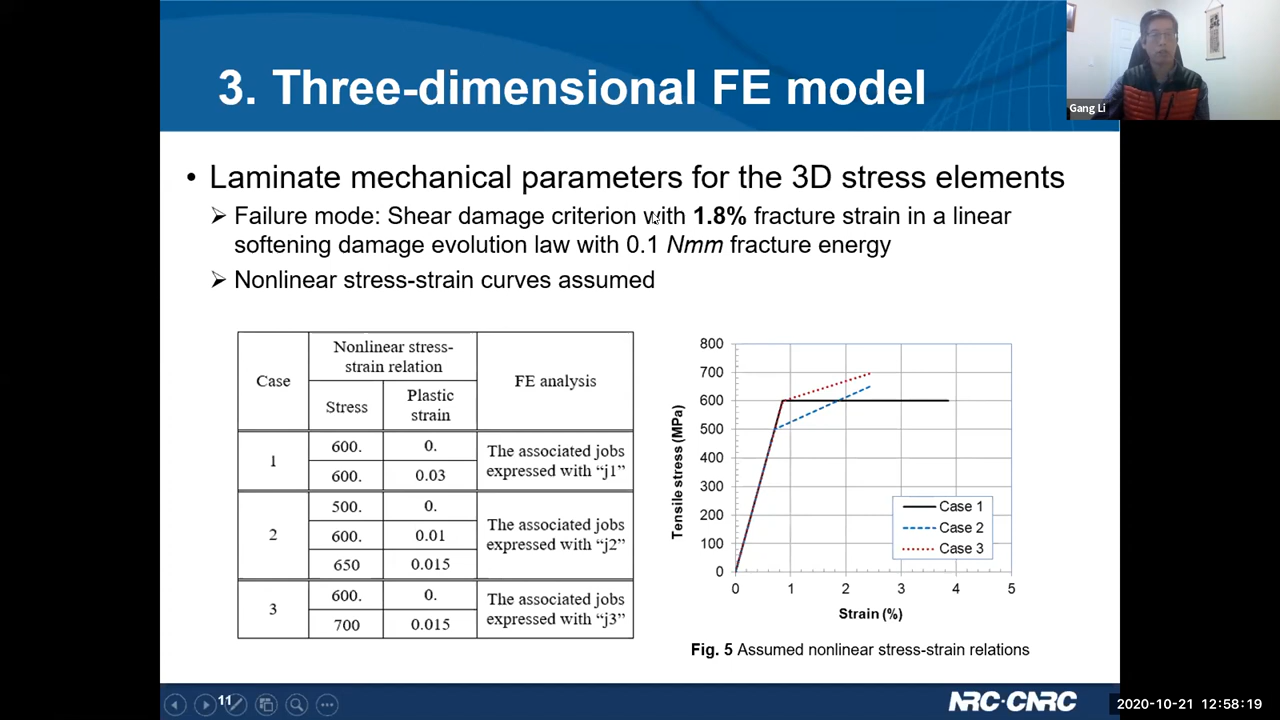 3. Three-dimensional FE model
Gang Li
• Laminate mechanical parameters for the 3D stress elements
➢ Failure mode: Shear damage criterion with 1.8% fracture strain in a linear
softening damage evolution law with 0.1 Nmm fracture energy
➢ Nonlinear stress-strain curves assumed
Case
Nonlinear stress-
strain relation
FE analysis
Stress
Plastic
strain
1
600. 0.
600. 0.03
The associated jobs
expressed with “j1”
2
500. 0.
600. 0.01
650 0.015
The associated jobs
expressed with “j2”
3
600. 0.
700 0.015
The associated jobs
expressed with “j3”
Tensile stress (MPa)
800
700
600
500
400
300
200
100
0
0 1 2 3 4 5
Strain (%)
Case 1
Case 2
Case 3
Fig. 5 Assumed nonlinear stress-strain relations
11
NRC·CNRC
2020-10-21 12:58:19